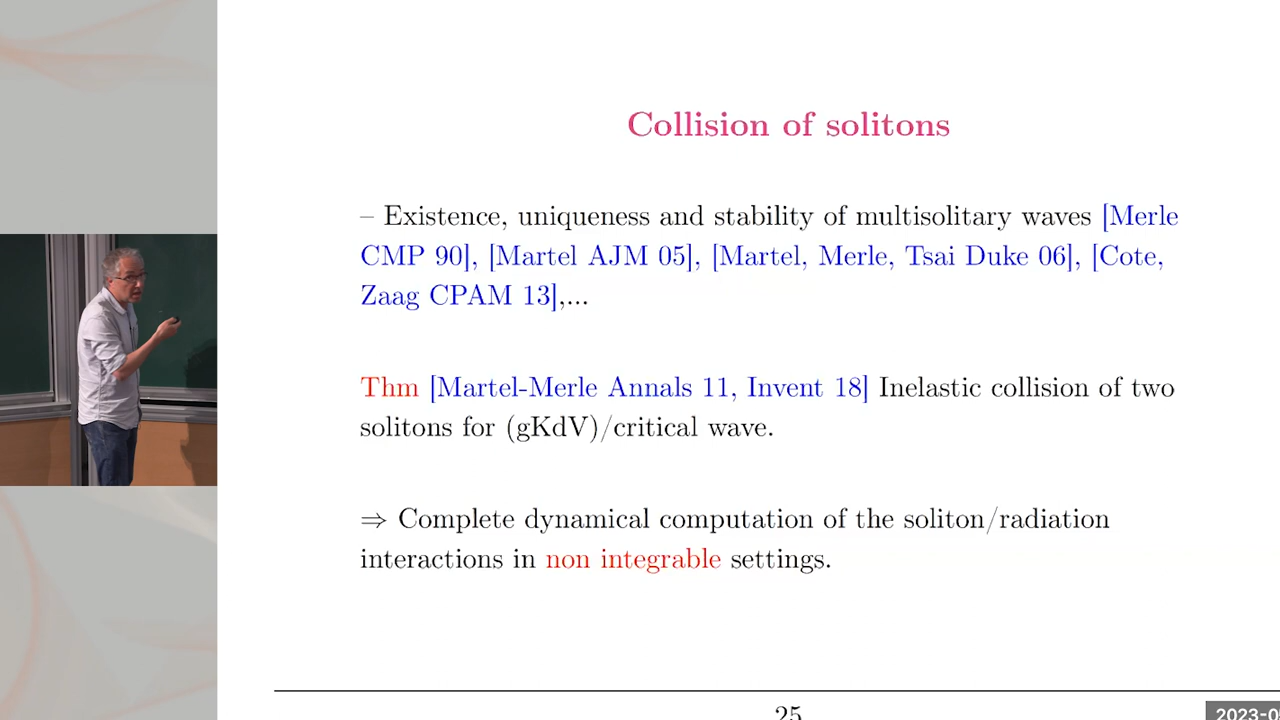 Collision of solitons
– Existence, uniqueness and stability of multisolitary waves [Merle
CMP 90], [Martel AJM 05], [Martel, Merle, Tsai Duke 06], [Cote,
Zaag CPAM 13],...
Thm [Martel-Merle Annals 11, Invent 18] Inelastic collision of two
solitons for (gKdV)/critical wave.
⇒ Complete dynamical computation of the soliton/radiation
interactions in non integrable settings.
25
2023-0